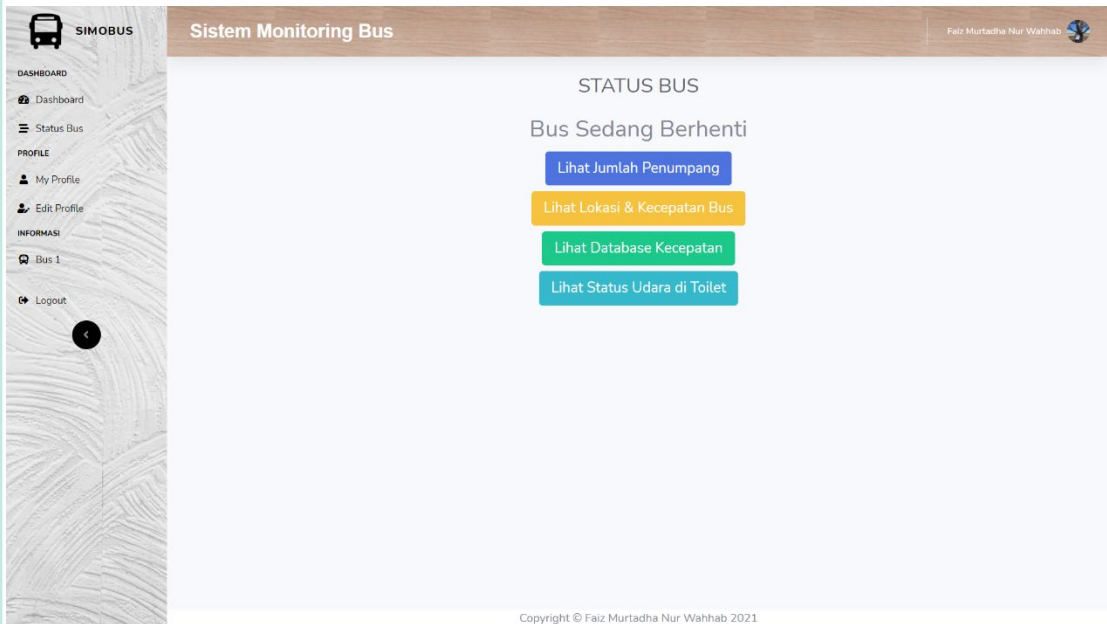 SIMOBUS
Sistem Monitoring Bus
Faiz Murtadha Nur Wahhab
DASHBOARD
Dashboard
Status Bus
PROFILE
My Profile
Edit Profile
INFORMASI
Bus 1
Logout
STATUS BUS
Bus Sedang Berhenti
Lihat Jumlah Penumpang
Lihat Lokasi & Kecepatan Bus
Lihat Database Kecepatan
Lihat Status Udara di Toilet
Copyright © Faiz Murtadha Nur Wahhab 2021